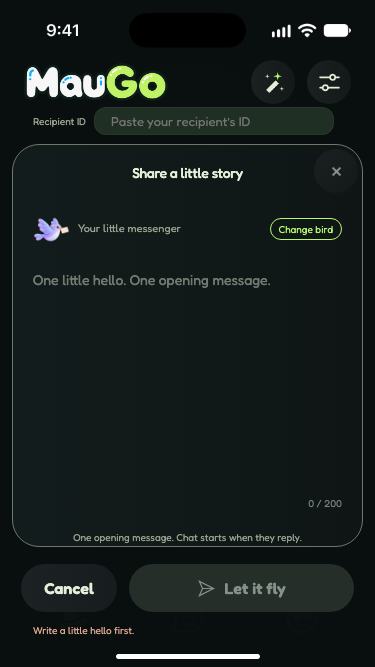 9:41
MauGo
Recipient ID Paste your recipient's ID
Share a little story
Your little messenger Change bird
One little hello. One opening message.
0 / 200
One opening message. Chat starts when they reply.
Cancel Let it fly
Write a little hello first.